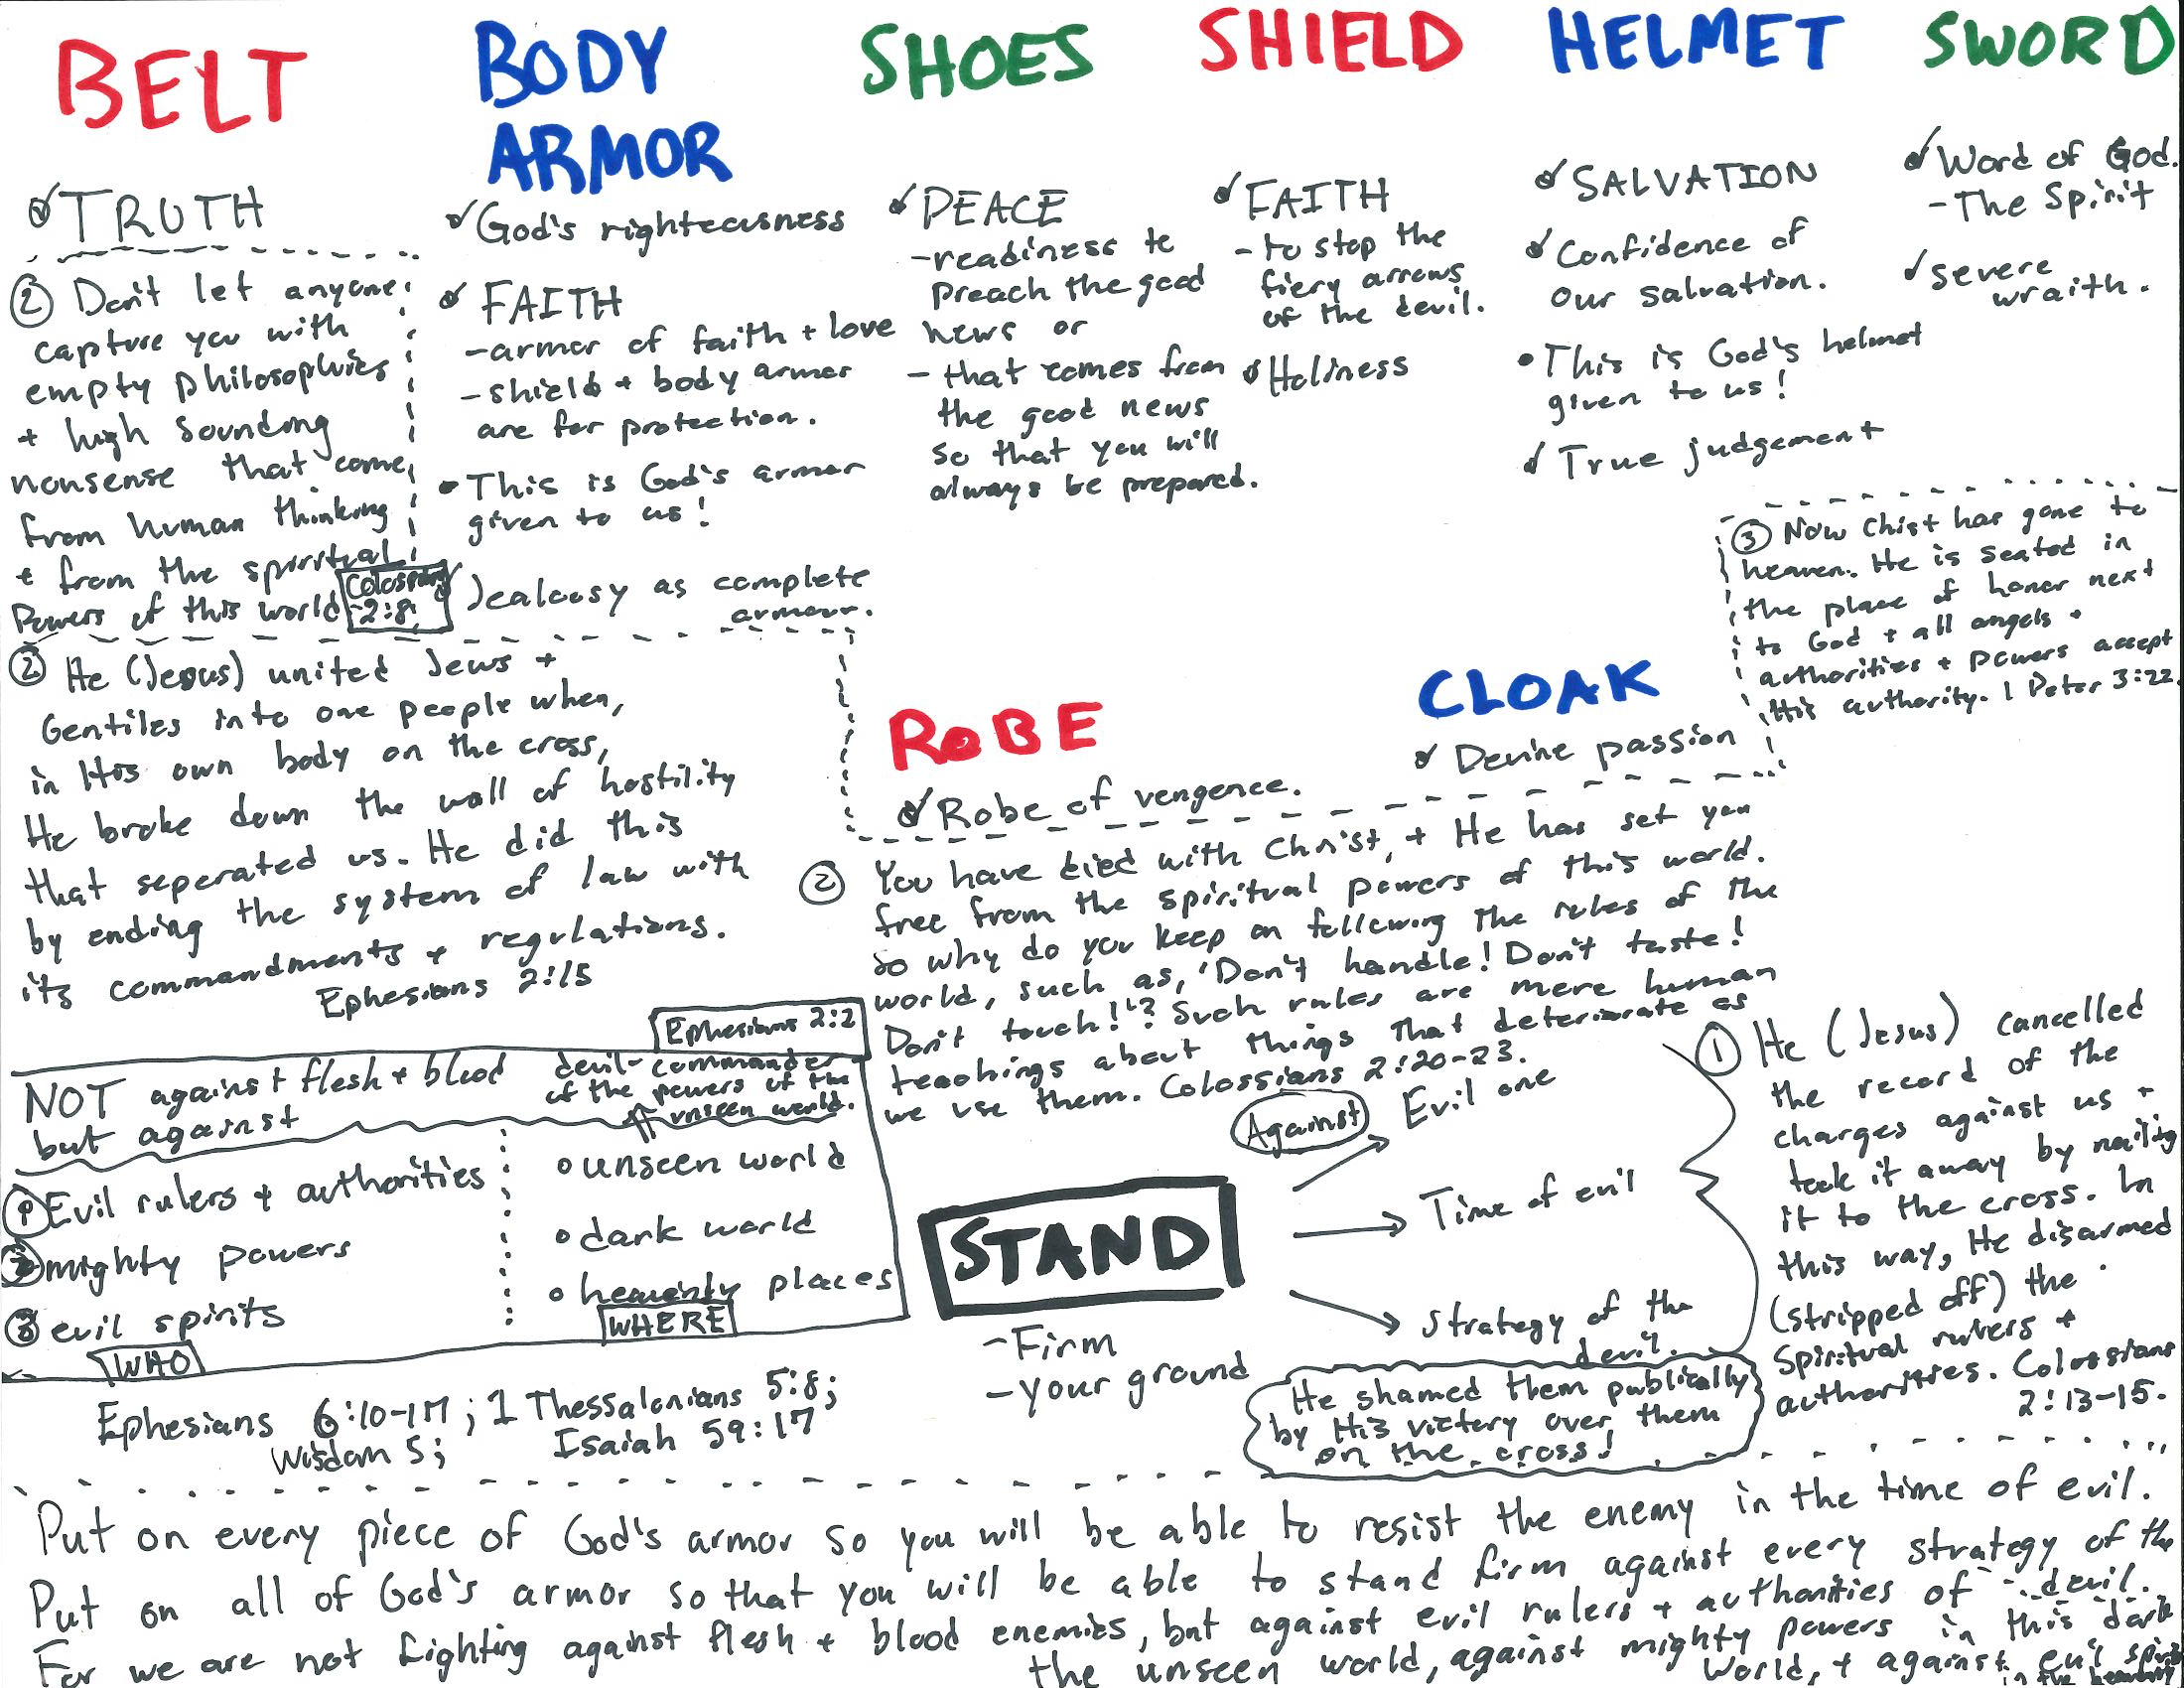 BELT
TRUTH
② Don't let anyone
capture you with
empty philosophies
+ high sounding
nonsense that come
from human thinking
+ from the spiritual
Powers of this world
2:8
BODY
ARMOR
God's righteousness
FAITH
-armor of faith + love
-shield + body armor
are for protection.
This is God's armor
given to us!
Jealousy as complete
armour.
SHOES
PEACE
-readiness to
preach the good
news or
-that comes from
the good news
so that you will
always be prepared.
SHIELD
FAITH
-to stop the
fiery arrows
of the devil.
Holiness
HELMET
SALVATION
Confidence of
our salvation.
This is God's helmet
given to us!
True judgement
SWORD
Word of God.
-The Spirit
severe
wraith.
③ Now Christ has gone to
heaven. He is seated in
the place of honor next
to God + all angels +
authorities + powers accept
His authority. 1 Peter 3:22.
② He (Jesus) united Jews +
Gentiles into one people when,
in His own body on the cross,
He broke down the wall of hostility
that seperated us. He did this
by ending the system of law with
its commandments + regulations.
Ephesians 2:15
ROBE
Robe of vengence.
CLOAK
Devine passion
② You have died with Christ, + He has set you
free from the spiritual powers of this world.
So why do you keep on following the rules of the
world, such as, 'Don't handle! Don't taste!
Don't touch!'? Such rules are mere human
teachings about things that deteriorate as
we use them. Colossians 2:20-23.
Ephesians 2:2
NOT against flesh + blood
but against
devil-commander
of the powers of the
unseen world.
Evil rulers + authorities
mighty powers
evil spirits
WHO
unseen world
dark world
heavenly places
WHERE
Ephesians 6:10-17; 1 Thessalonians 5:8;
Wisdom 5; Isaiah 59:17
STAND
-Firm
-your ground
Against
Evil one
Time of evil
Strategy of the
devil.
He shamed them publically
by His victory over them
on the cross!
① He (Jesus) cancelled
the record of the
charges against us +
took it away by nailing
it to the cross. In
this way, He disarmed
(stripped off) the
Spiritual rulers +
authorities. Colossians
2:13-15.
Put on every piece of God's armor so you will be able to resist the enemy in the time of evil.
Put on all of God's armor so that you will be able to stand firm against every strategy of the
devil.
For we are not fighting against flesh + blood enemies, but against evil rulers + authorities of
the unseen world, against mighty powers in this dark
world, + against evil spirits
in the heavenly